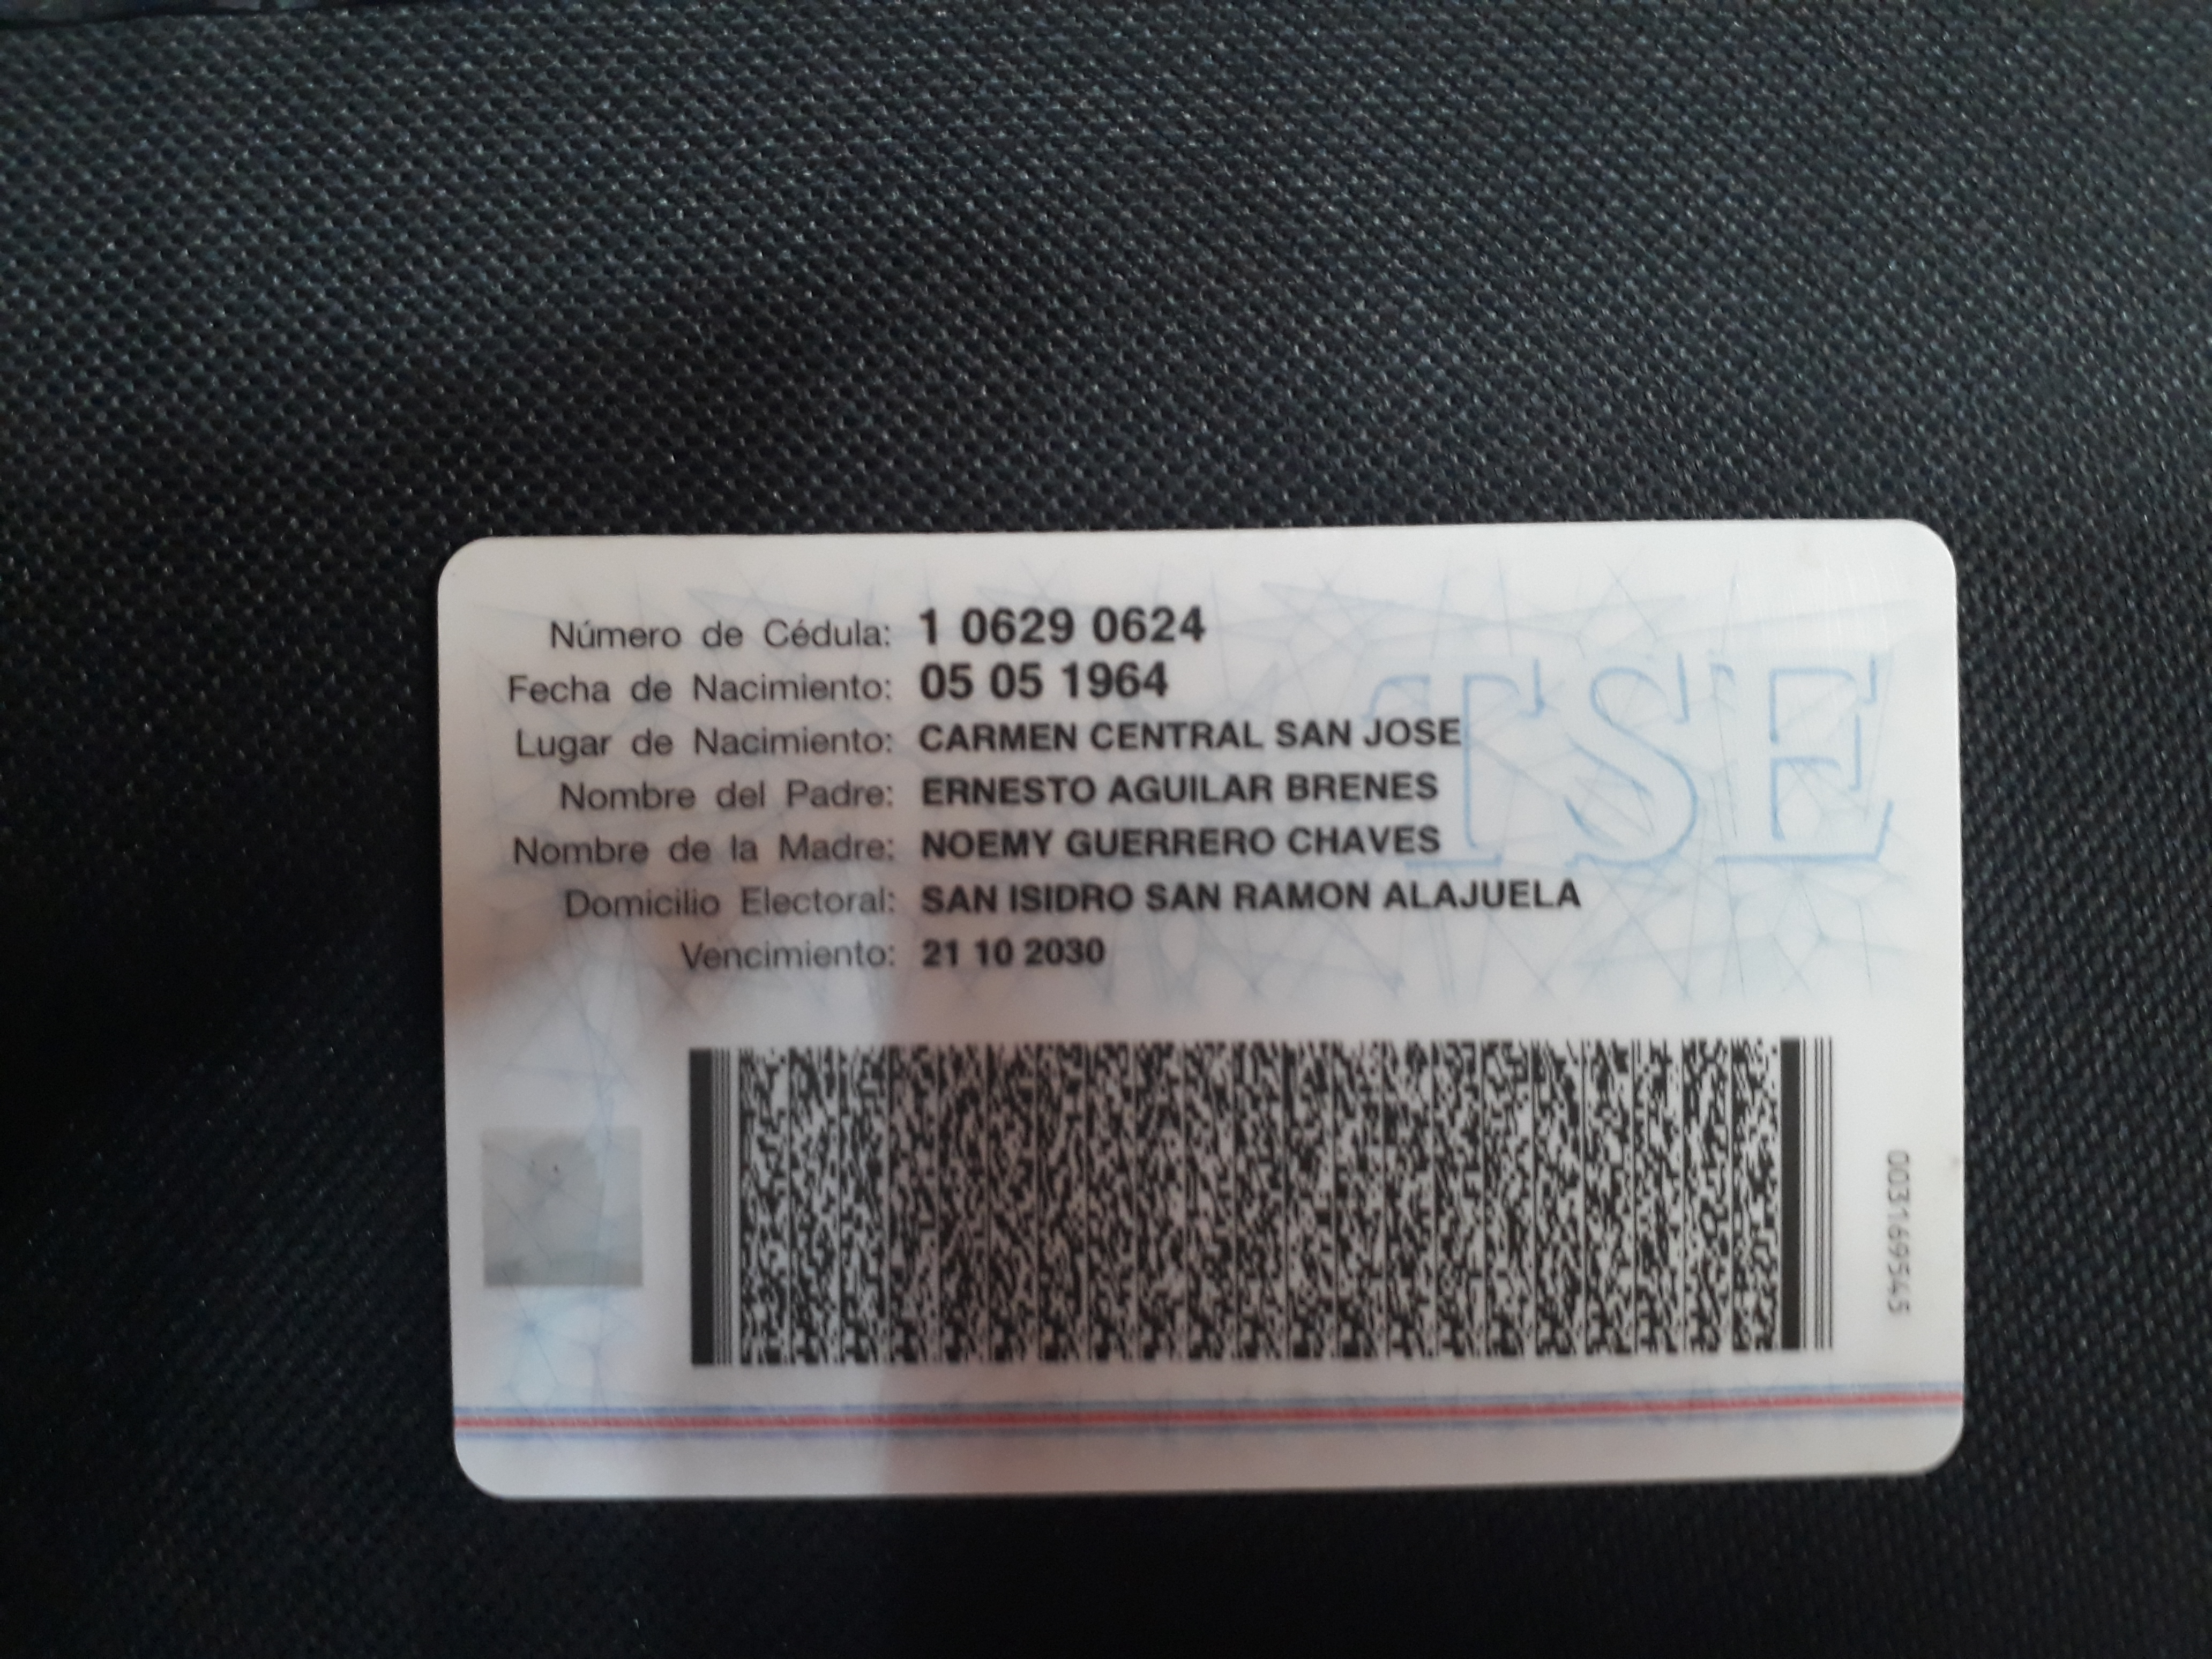 Número de Cédula: 1 0629 0624
Fecha de Nacimiento: 05 05 1964
Lugar de Nacimiento: CARMEN CENTRAL SAN JOSE
Nombre del Padre: ERNESTO AGUILAR BRENES
Nombre de la Madre: NOEMY GUERRERO CHAVES
Domicilio Electoral: SAN ISIDRO SAN RAMON ALAJUELA
Vencimiento: 21 10 2030
TSE
0031695465